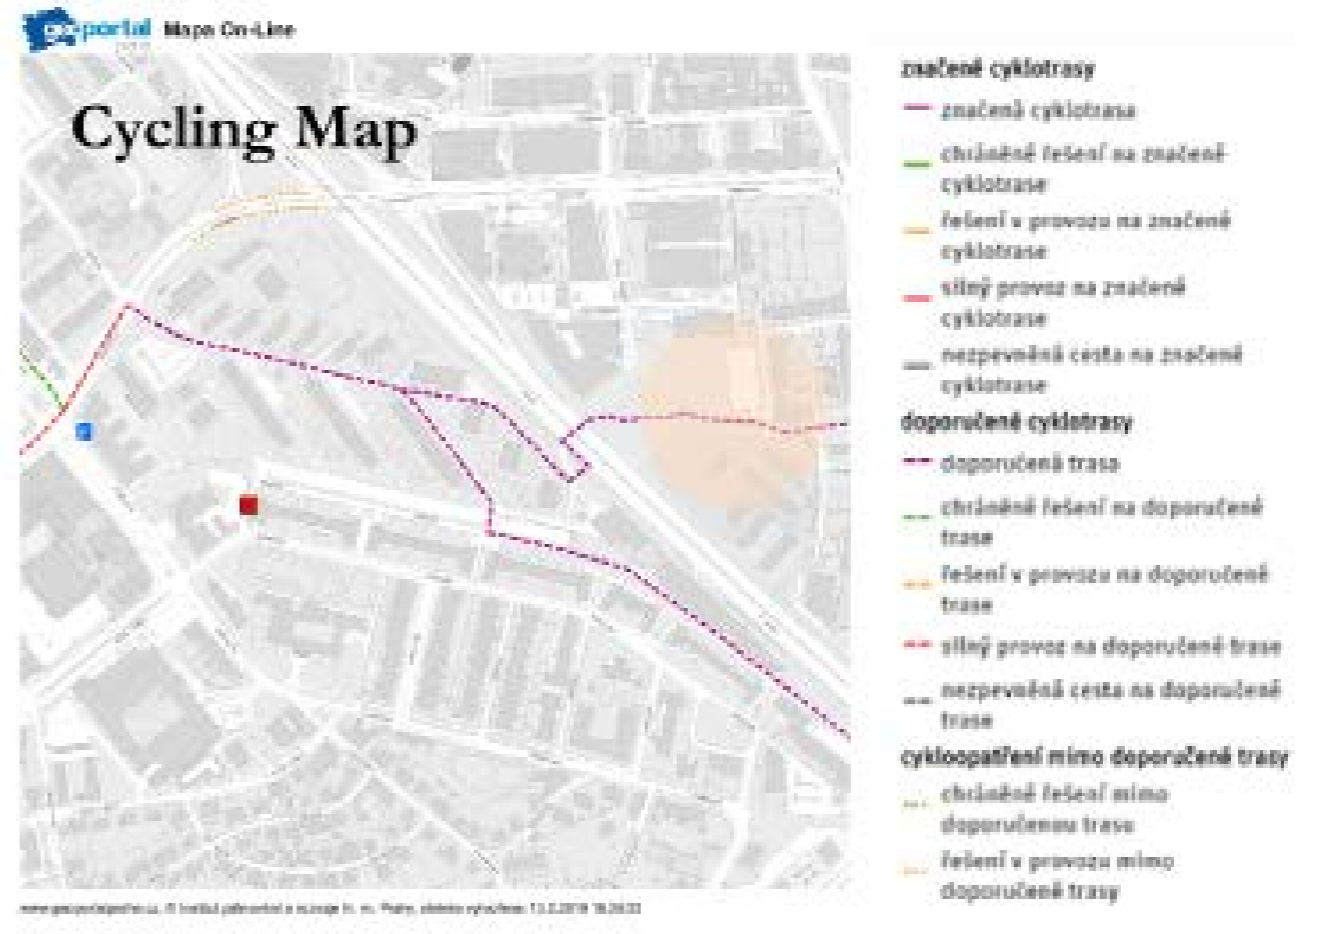 geoportal Mapa On-Line
Cycling Map
značené cyklotrasy
značená cyklotrasa
chráněné řešení na značené
cyklotrase
řešení v provozu na značené
cyklotrase
silný provoz na značené
cyklotrase
nezpevněná cesta na značené
cyklotrase
doporučené cyklotrasy
doporučená trasa
chráněné řešení na doporučené
trase
řešení v provozu na doporučené
trase
silný provoz na doporučené trase
nezpevněná cesta na doporučené
trase
cykloopatření mimo doporučené trasy
chráněné řešení mimo
doporučenou trasu
řešení v provozu mimo
doporučené trasy